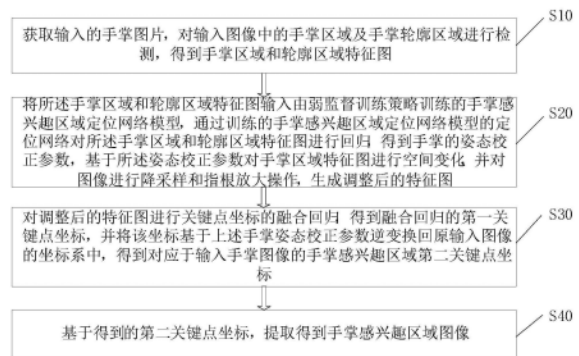 获取输入的手掌图片，对输入图像中的手掌区域及手掌轮廓区域进行检
测，得到手掌区域和轮廓区域特征图
S10
将所述手掌区域和轮廓区域特征图输入由弱监督训练策略训练的手掌感
兴趣区域定位网络模型，通过训练的手掌感兴趣区域定位网络模型的定
位网络对所述手掌区域和轮廓区域特征图进行回归 得到手掌的姿态校
正参数，基于所述姿态校正参数对手掌区域特征图进行空间变化 并对
图像进行降采样和指根放大操作，生成调整后的特征图
S20
对调整后的特征图进行关键点坐标的融合回归 得到融合回归的第一关
键点坐标，并将该坐标基于上述手掌姿态校正参数逆变换回原输入图像
的坐标系中，得到对应于输入手掌图像的手掌感兴趣区域第二关键点坐
标
S30
基于得到的第二关键点坐标，提取得到手掌感兴趣区域图像
S40